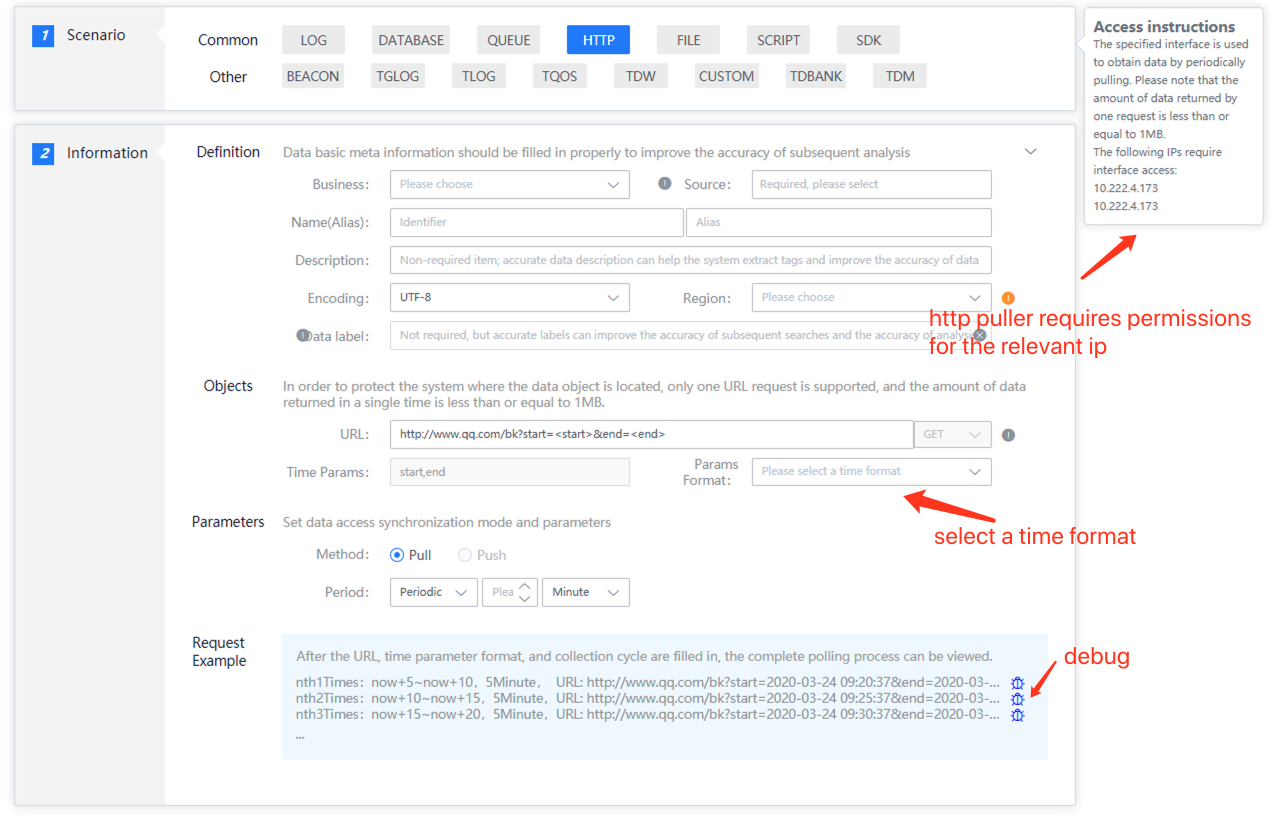 1 Scenario
Common LOG DATABASE QUEUE HTTP FILE SCRIPT SDK
Other BEACON TGLOG TLOG TQOS TDW CUSTOM TDBANK TDM
Access instructions
The specified interface is used
to obtain data by periodically
pulling. Please note that the
amount of data returned by
one request is less than or
equal to 1MB.
The following IPs require
interface access:
10.222.4.173
10.222.4.173
http puller requires permissions
for the relevant ip
2 Information
Definition Data basic meta information should be filled in properly to improve the accuracy of subsequent analysis
Business: Please choose Source: Required, please select
Name(Alias): Identifier Alias
Description: Non-required item; accurate data description can help the system extract tags and improve the accuracy of data
Encoding: UTF-8 Region: Please choose
Data label: Not required, but accurate labels can improve the accuracy of subsequent searches and the accuracy of analysi
Objects In order to protect the system where the data object is located, only one URL request is supported, and the amount of data
returned in a single time is less than or equal to 1MB.
URL: http://www.qq.com/bk?start=<start>&end=<end> GET
Time Params: start,end Params Format: Please select a time format
select a time format
Parameters Set data access synchronization mode and parameters
Method: Pull Push
Period: Periodic Plea Minute
Request
Example
After the URL, time parameter format, and collection cycle are filled in, the complete polling process can be viewed.
debug
nth1Times: now+5~now+10, 5Minute, URL: http://www.qq.com/bk?start=2020-03-24 09:20:37&end=2020-03-...
nth2Times: now+10~now+15, 5Minute, URL: http://www.qq.com/bk?start=2020-03-24 09:25:37&end=2020-03-...
nth3Times: now+15~now+20, 5Minute, URL: http://www.qq.com/bk?start=2020-03-24 09:30:37&end=2020-03-...
...